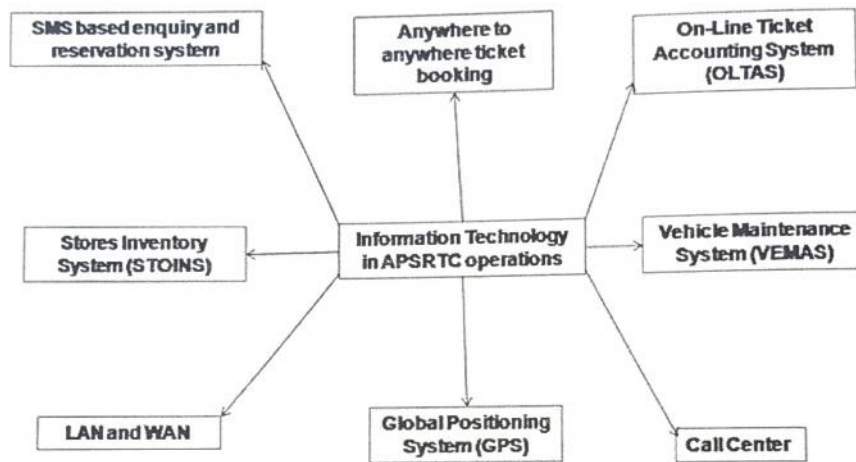 SMS based enquiry and
reservation system
Anywhere to
anywhere ticket
booking
On-Line Ticket
Accounting System
(OLTAS)
Stores Inventory
System (STOINS)
Information Technology
in APSRTC operations
Vehicle Maintenance
System (VEMAS)
LAN and WAN
Global Positioning
System (GPS)
Call Center